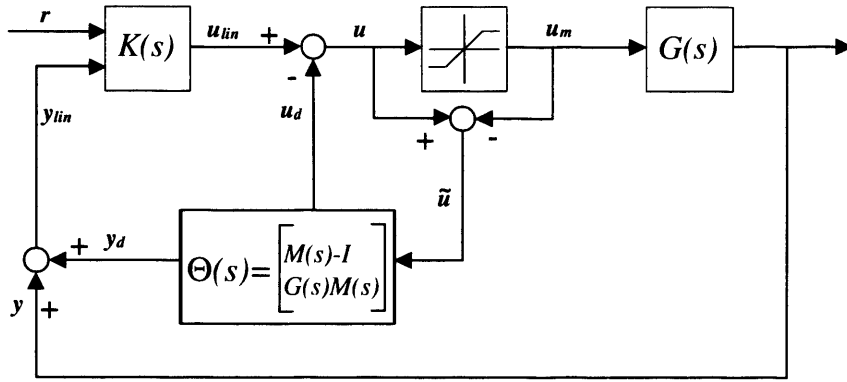 r
K(s)
u_lin
+
-
u
u_m
G(s)
y_lin
u_d
+
-
ũ
+
y_d
Θ(s)=
M(s)-I
G(s)M(s)
y
+